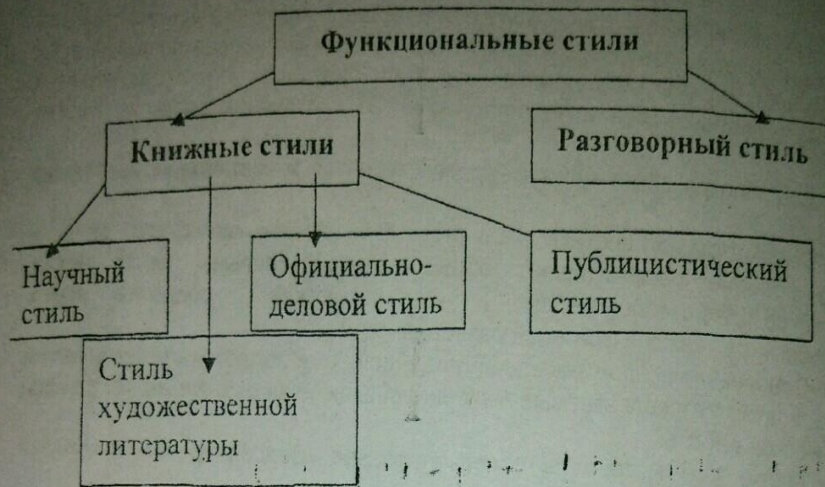 Функциональные стили
Книжные стили
Разговорный стиль
Научный
стиль
Официально-
деловой стиль
Публицистический
стиль
Стиль
художественной
литературы